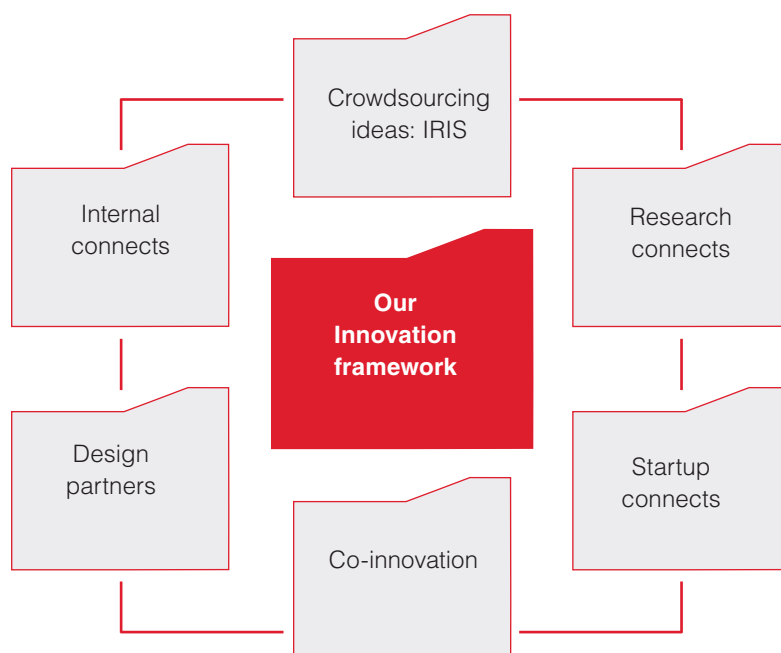 Crowdsourcing
ideas: IRIS
Internal
connects
Research
connects
Our
Innovation
framework
Design
partners
Startup
connects
Co-innovation